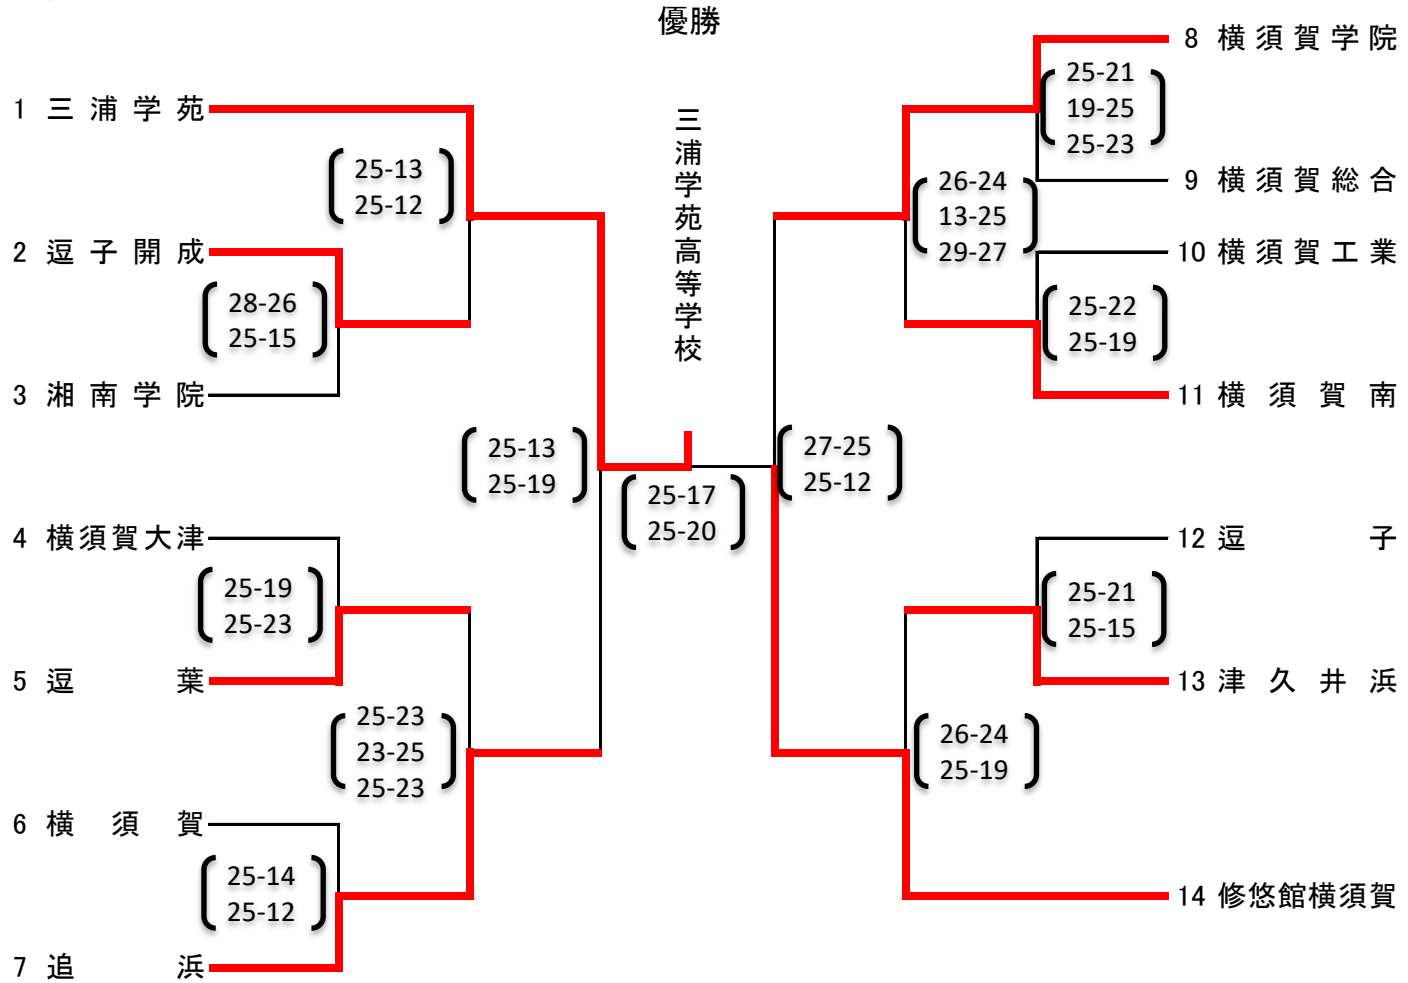 優勝
三浦学苑高等学校
1 三浦学苑
25-13
25-12
2 逗子開成
28-26
25-15
3 湘南学院
25-13
25-19
4 横須賀大津
25-19
25-23
5 逗葉
25-23
23-25
25-23
6 横須賀
25-14
25-12
7 追浜
25-17
25-20
8 横須賀学院
25-21
19-25
25-23
9 横須賀総合
26-24
13-25
29-27
10 横須賀工業
25-22
25-19
11 横須賀南
27-25
25-12
12 逗子
25-21
25-15
13 津久井浜
26-24
25-19
14 修悠館横須賀